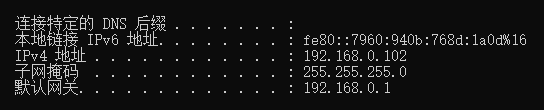 连接特定的 DNS 后缀 . . . . . . . :
本地链接 IPv6 地址. . . . . . . . : fe80::7960:940b:768d:1a0d%16
IPv4 地址 . . . . . . . . . . . . : 192.168.0.102
子网掩码 . . . . . . . . . . . . : 255.255.255.0
默认网关. . . . . . . . . . . . . : 192.168.0.1